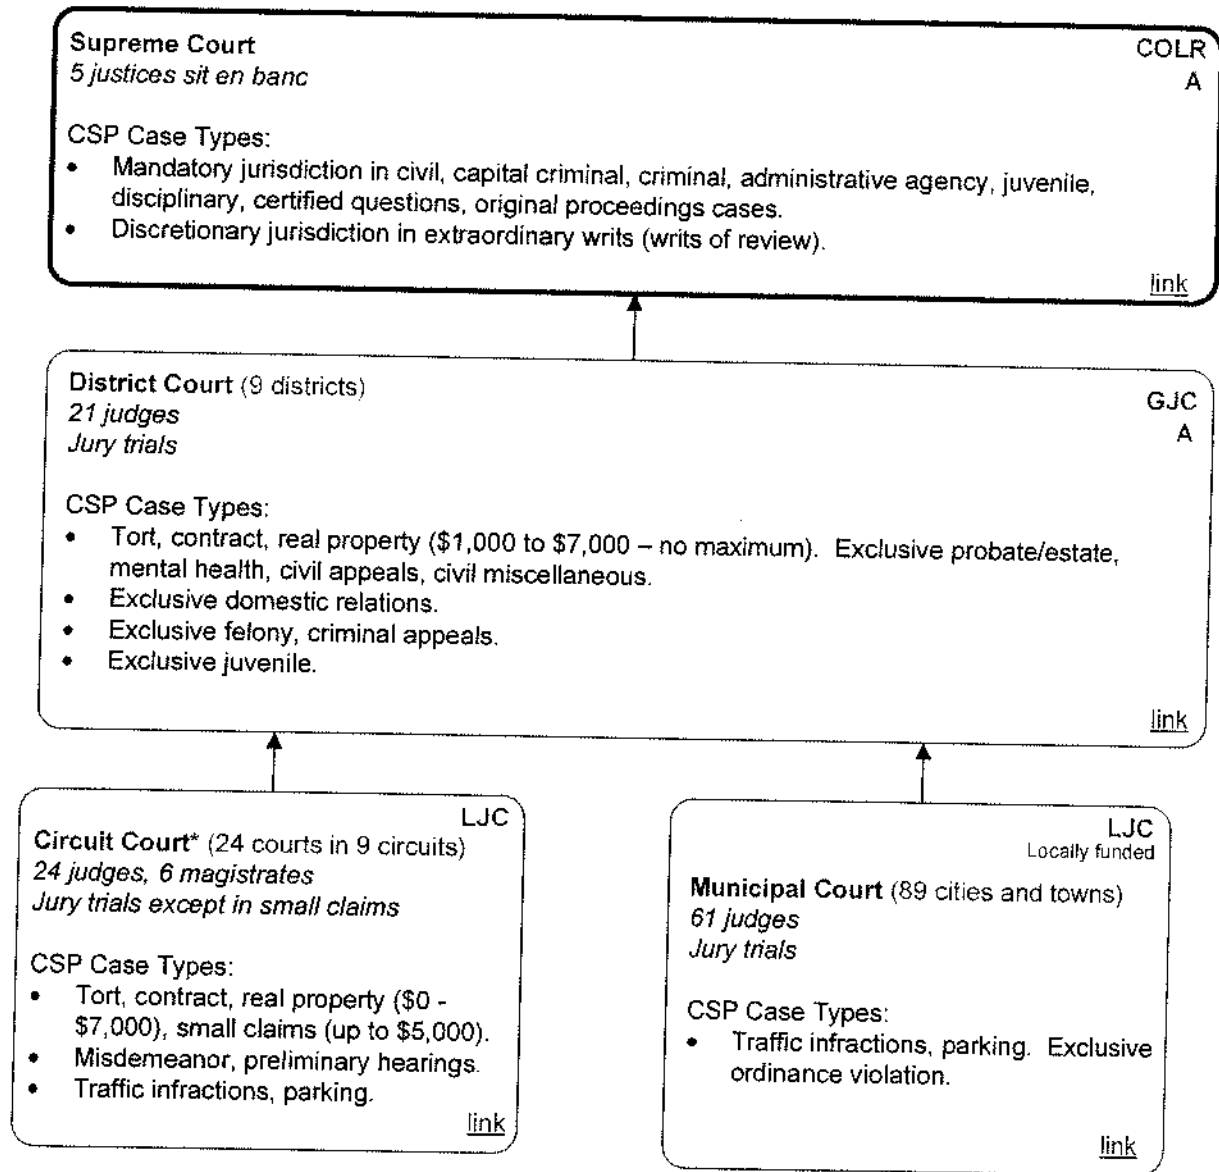 Supreme Court COLR
5 justices sit en banc A
CSP Case Types:
• Mandatory jurisdiction in civil, capital criminal, criminal, administrative agency, juvenile,
disciplinary, certified questions, original proceedings cases.
• Discretionary jurisdiction in extraordinary writs (writs of review).
link
District Court (9 districts) GJC
21 judges A
Jury trials
CSP Case Types:
• Tort, contract, real property ($1,000 to $7,000 – no maximum). Exclusive probate/estate,
mental health, civil appeals, civil miscellaneous.
• Exclusive domestic relations.
• Exclusive felony, criminal appeals.
• Exclusive juvenile.
link
LJC
Circuit Court* (24 courts in 9 circuits)
24 judges, 6 magistrates
Jury trials except in small claims
CSP Case Types:
• Tort, contract, real property ($0 -
$7,000), small claims (up to $5,000).
• Misdemeanor, preliminary hearings.
• Traffic infractions, parking.
link
LJC
Locally funded
Municipal Court (89 cities and towns)
61 judges
Jury trials
CSP Case Types:
• Traffic infractions, parking. Exclusive
ordinance violation.
link